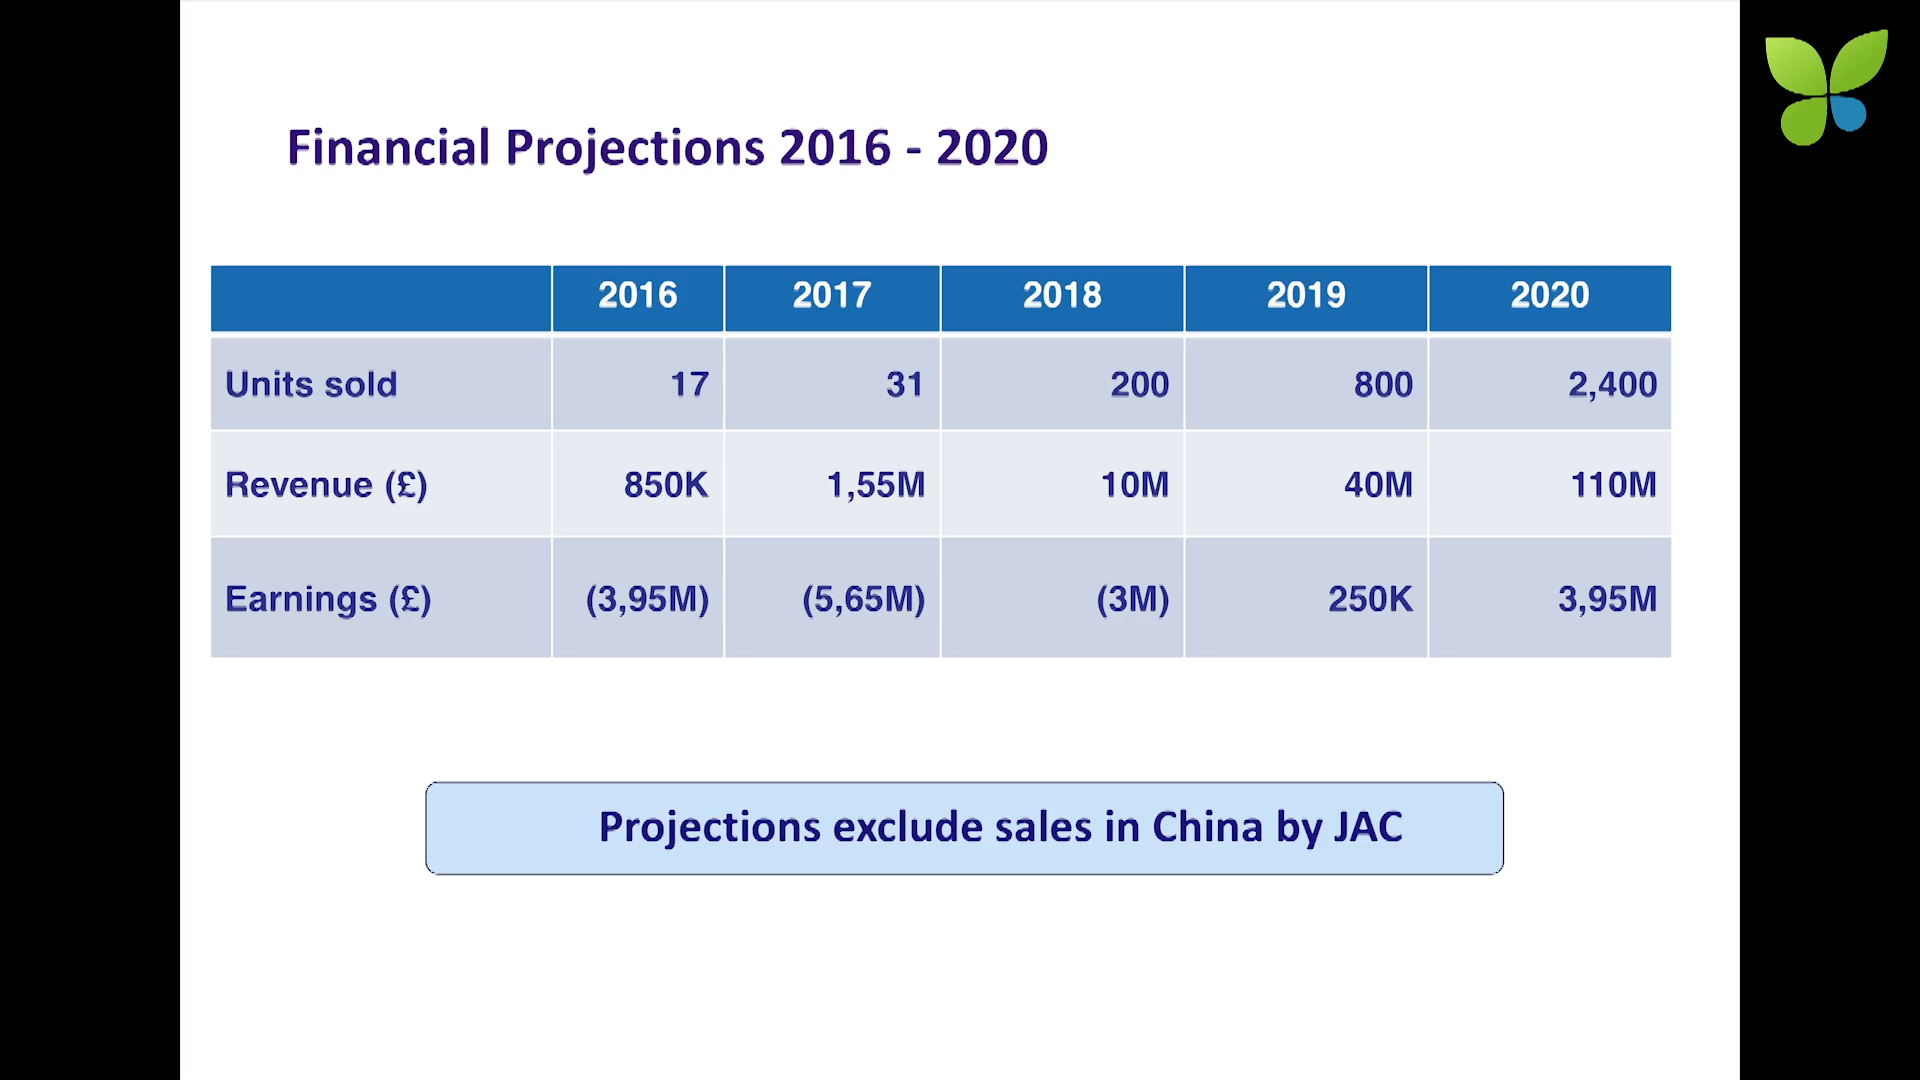 Financial Projections 2016 - 2020
2016 2017 2018 2019 2020
Units sold 17 31 200 800 2,400
Revenue (£) 850K 1,55M 10M 40M 110M
Earnings (£) (3,95M) (5,65M) (3M) 250K 3,95M
Projections exclude sales in China by JAC